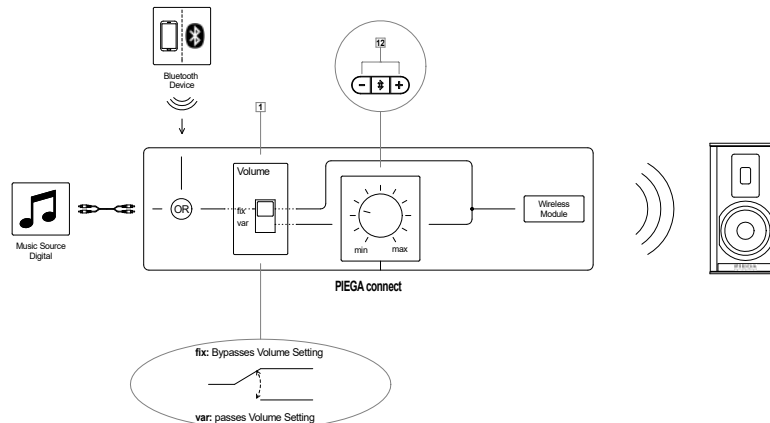 12
Bluetooth
Device
1
Volume
OR
fix
var
min
max
Wireless
Module
Music Source
Digital
PIEGA
PIEGA connect
fix: Bypasses Volume Setting
var: passes Volume Setting